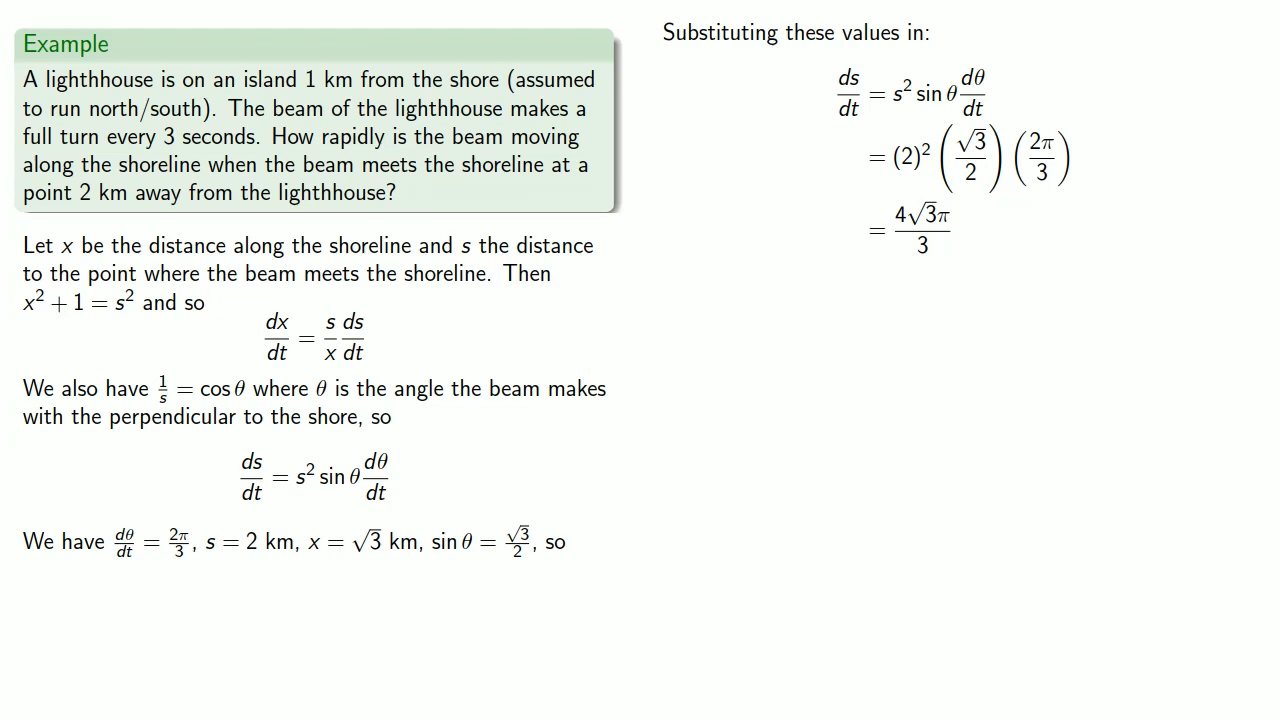 Example
A lighthhouse is on an island 1 km from the shore (assumed
to run north/south). The beam of the lighthhouse makes a
full turn every 3 seconds. How rapidly is the beam moving
along the shoreline when the beam meets the shoreline at a
point 2 km away from the lighthhouse?
Let x be the distance along the shoreline and s the distance
to the point where the beam meets the shoreline. Then
x² + 1 = s² and so
dx/dt = s/x ds/dt
We also have 1/s = cos θ where θ is the angle the beam makes
with the perpendicular to the shore, so
ds/dt = s² sin θ dθ/dt
We have dθ/dt = 2π/3, s = 2 km, x = √3 km, sin θ = √3/2, so
Substituting these values in:
ds/dt = s² sin θ dθ/dt
= (2)² (√3/2) (2π/3)
= 4√3π/3